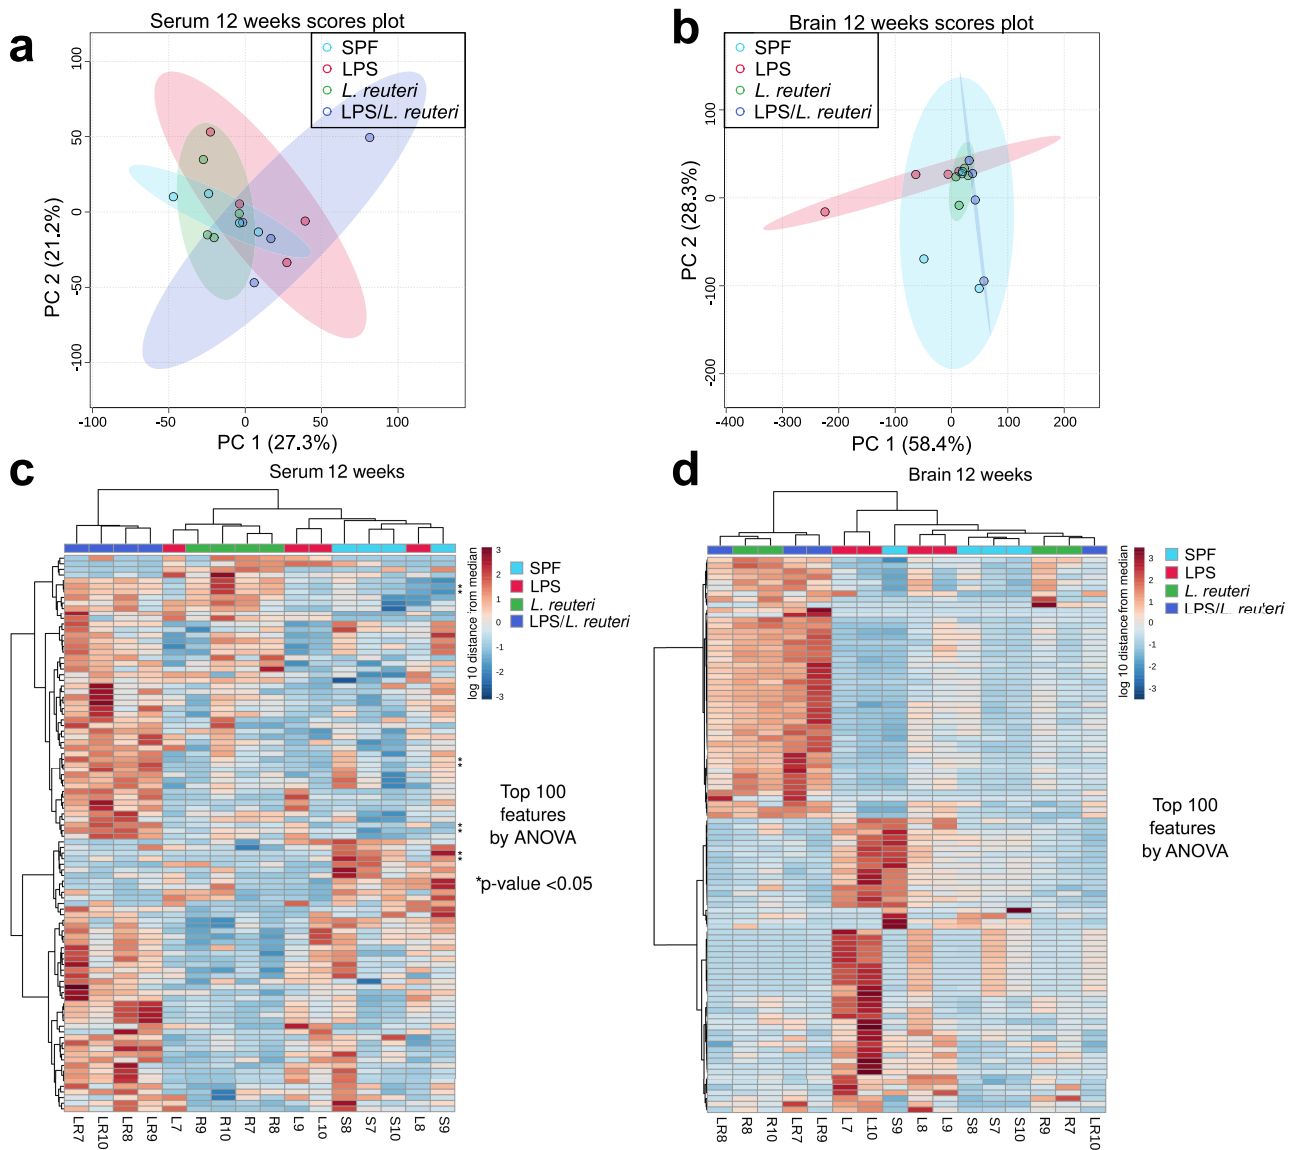 a
Serum 12 weeks scores plot
SPF
LPS
L. reuteri
LPS/L. reuteri
100
50
0
-50
-100
PC 2 (21.2%)
-100
-50
0
50
100
PC 1 (27.3%)
b
Brain 12 weeks scores plot
SPF
LPS
L. reuteri
LPS/L. reuteri
100
0
-100
-200
PC 2 (28.3%)
-400
-300
-200
-100
0
100
200
PC 1 (58.4%)
c
Serum 12 weeks
3
2
1
0
-1
-2
-3
log 10 distance from median
SPF
LPS
L. reuteri
LPS/L. reuteri
**
**
**
**
Top 100
features
by ANOVA
*p-value <0.05
LR7
LR10
LR8
LR9
L7
R9
R10
R7
R8
L9
L10
S8
S7
S10
L8
S9
d
Brain 12 weeks
3
2
1
0
-1
-2
-3
log 10 distance from median
SPF
LPS
L. reuteri
LPS/L. reuteri
Top 100
features
by ANOVA
LR8
R8
R10
LR7
LR9
L7
L10
S9
L8
L9
S8
S7
S10
R9
R7
LR10